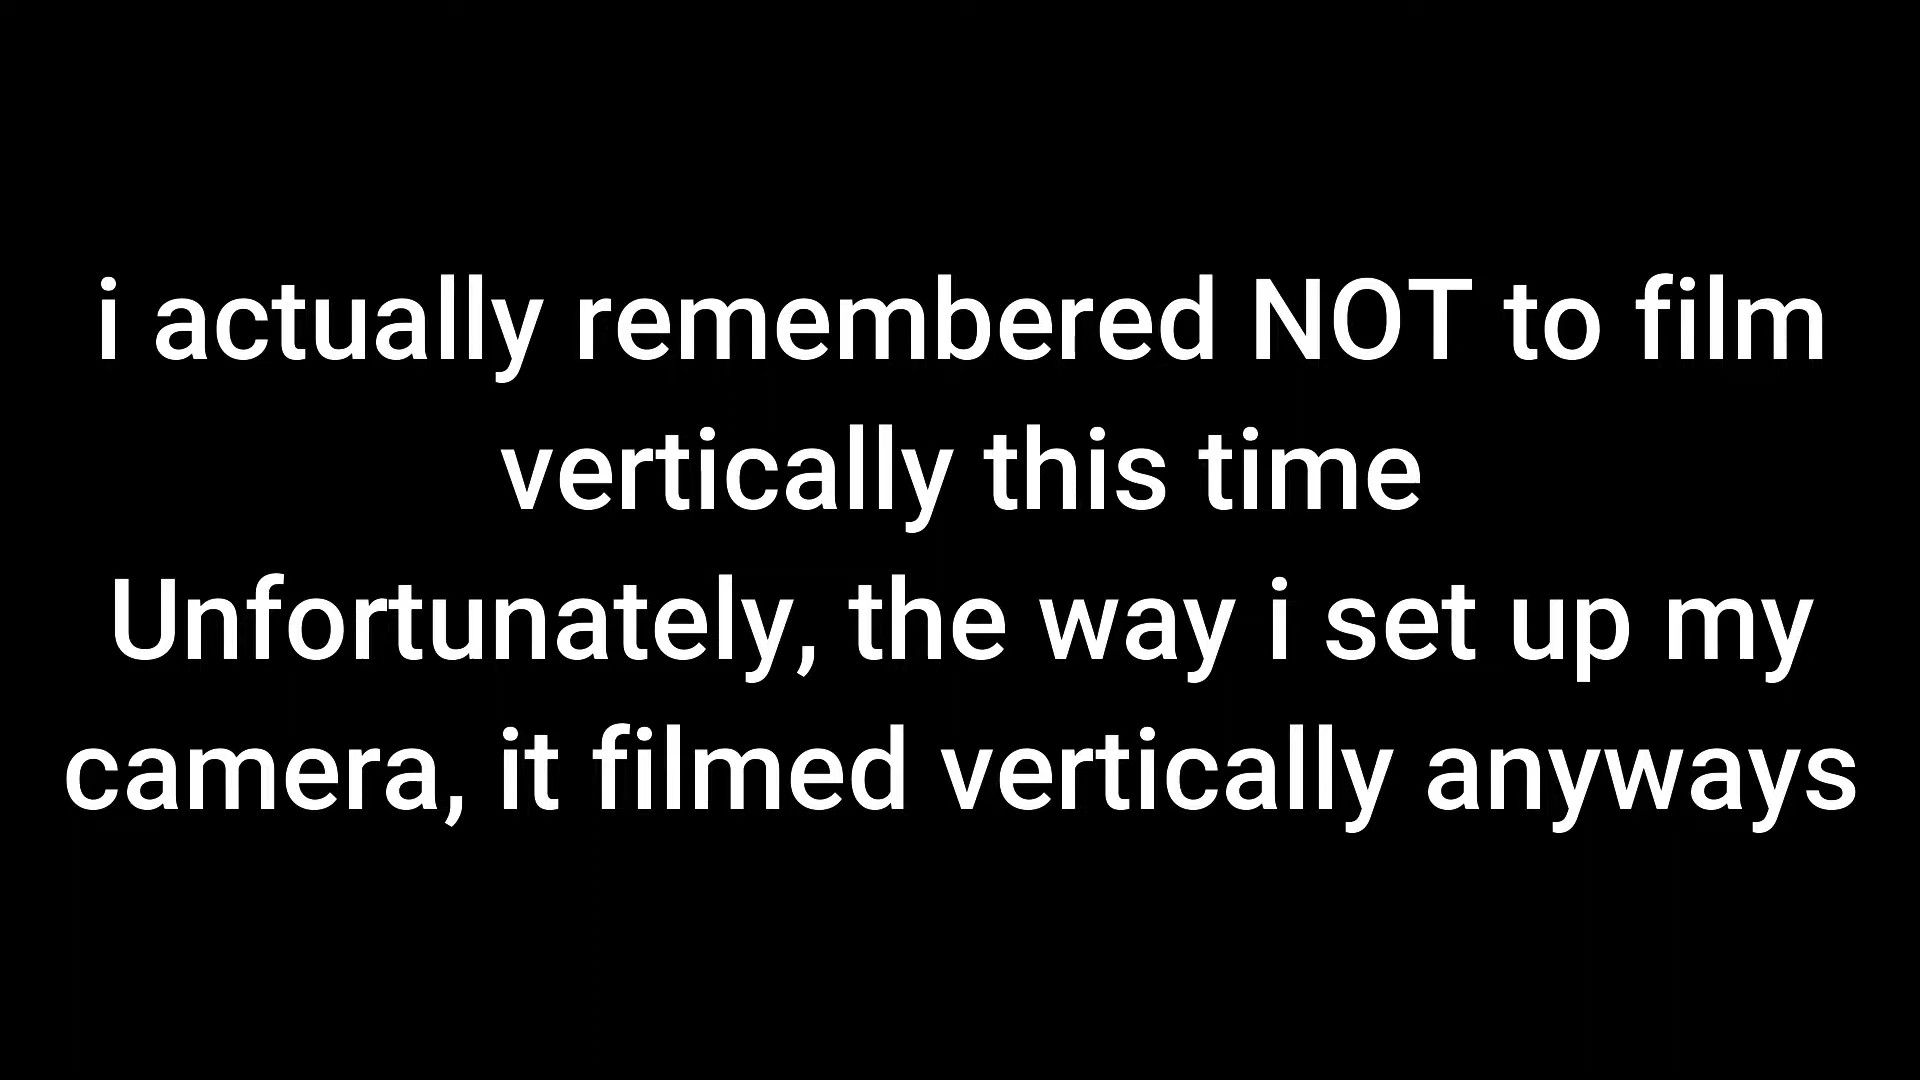 i actually remembered NOT to film
vertically this time
Unfortunately, the way i set up my
camera, it filmed vertically anyways